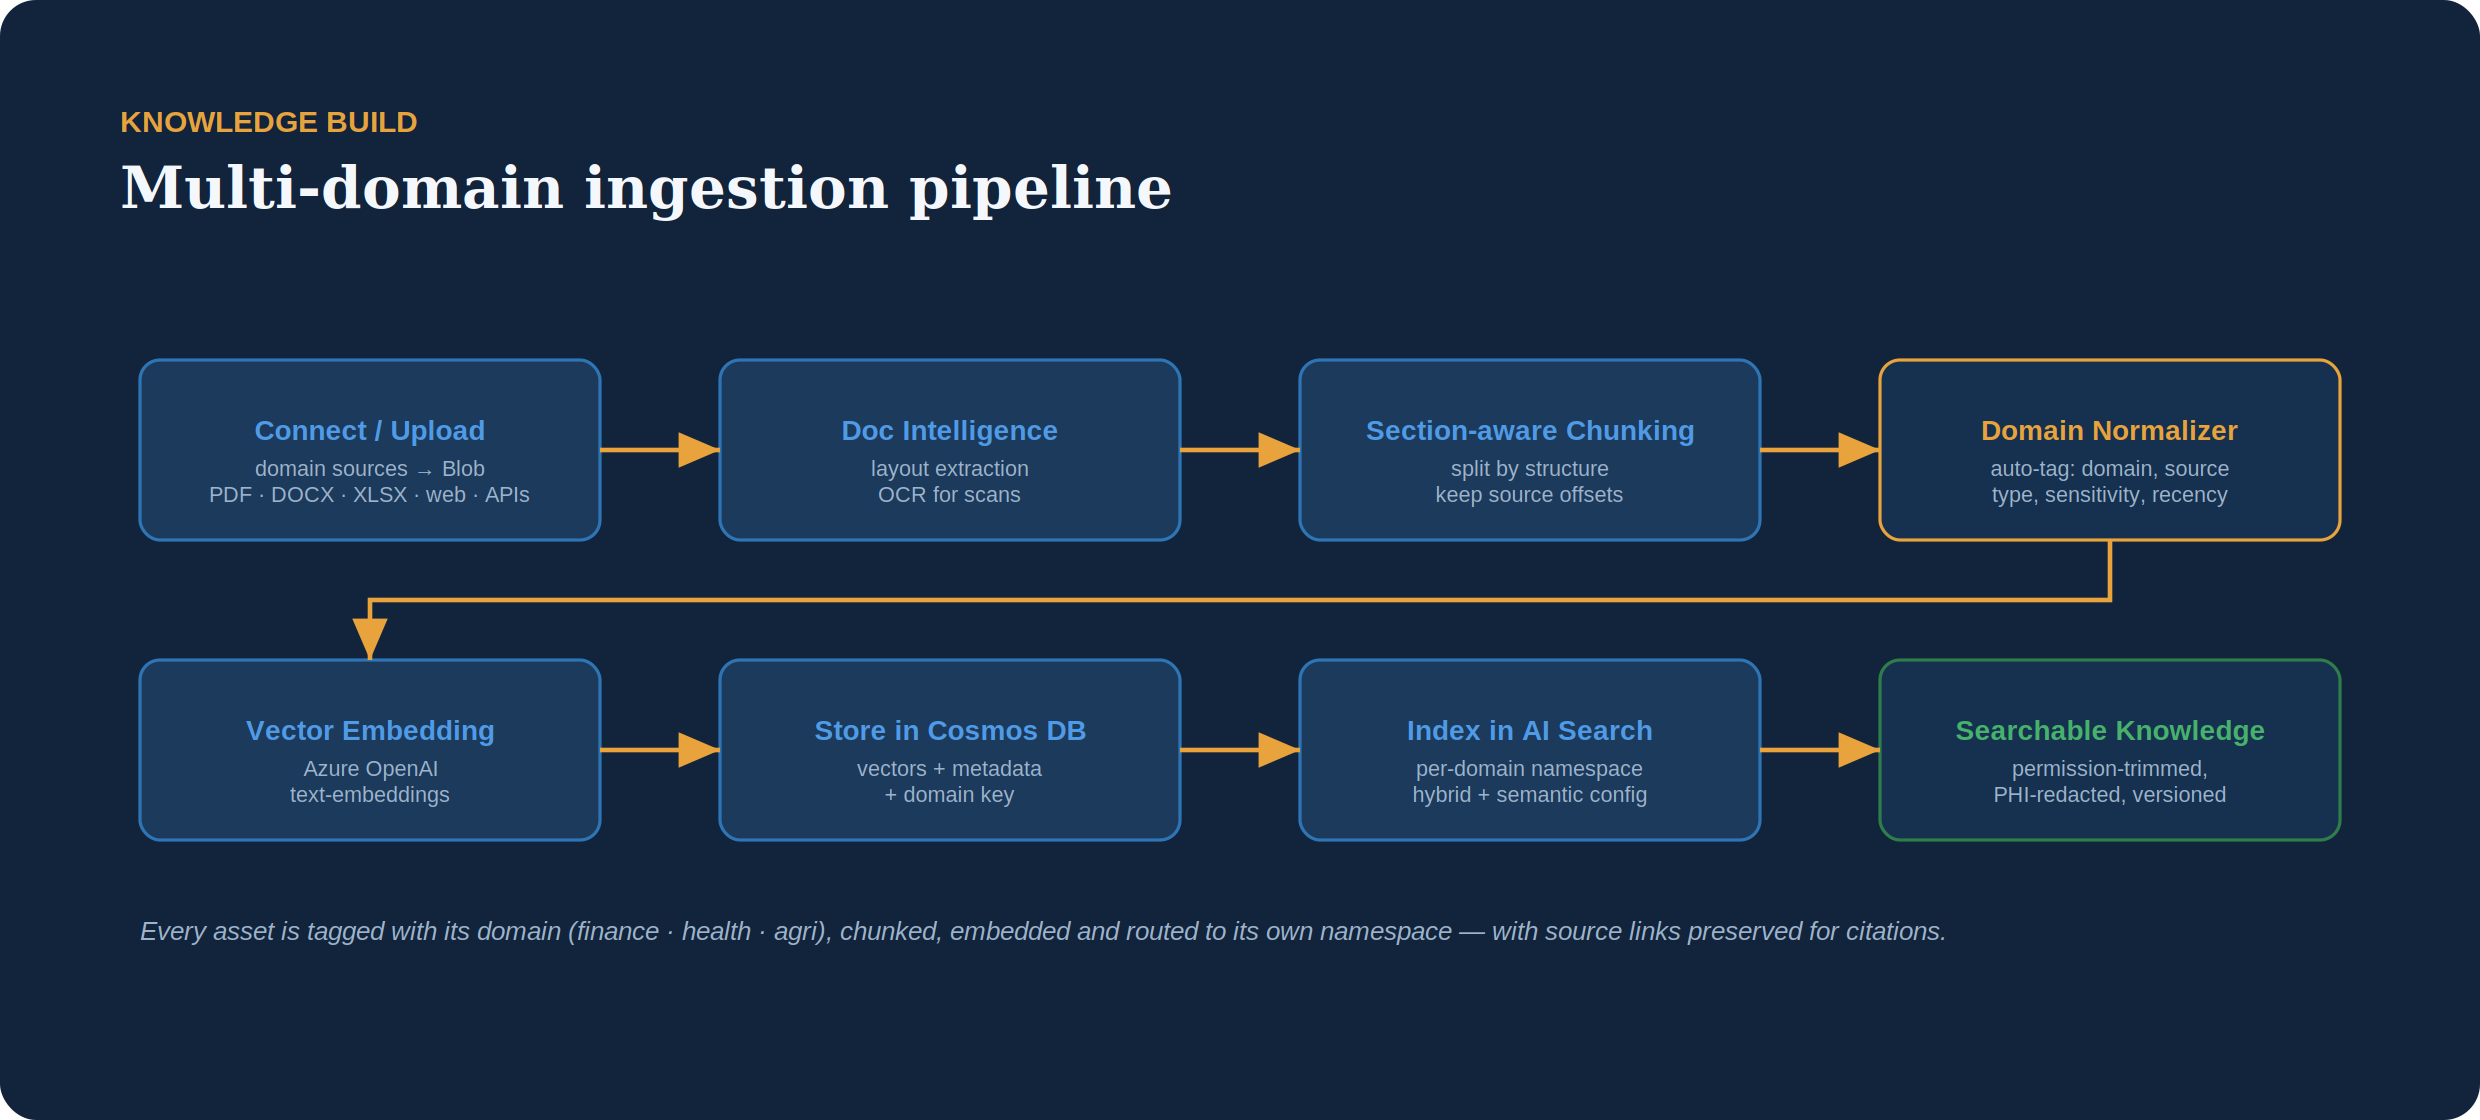 KNOWLEDGE BUILD
Multi-domain ingestion pipeline
Connect / Upload
domain sources → Blob
PDF · DOCX · XLSX · web · APIs
Doc Intelligence
layout extraction
OCR for scans
Section-aware Chunking
split by structure
keep source offsets
Domain Normalizer
auto-tag: domain, source
type, sensitivity, recency
Vector Embedding
Azure OpenAI
text-embeddings
Store in Cosmos DB
vectors + metadata
+ domain key
Index in AI Search
per-domain namespace
hybrid + semantic config
Searchable Knowledge
permission-trimmed,
PHI-redacted, versioned
Every asset is tagged with its domain (finance · health · agri), chunked, embedded and routed to its own namespace — with source links preserved for citations.